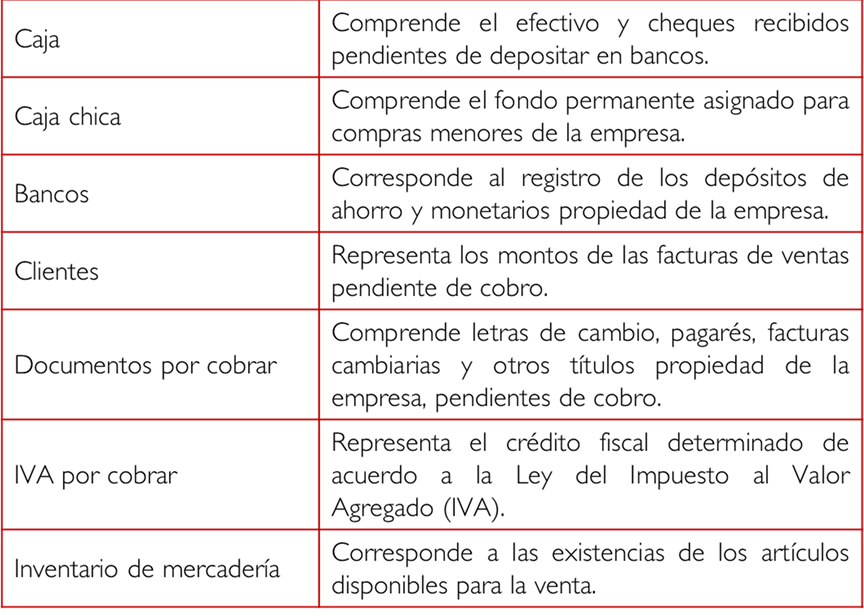 Caja
Comprende el efectivo y cheques recibidos
pendientes de depositar en bancos.
Caja chica
Comprende el fondo permanente asignado para
compras menores de la empresa.
Bancos
Corresponde al registro de los depósitos de
ahorro y monetarios propiedad de la empresa.
Clientes
Representa los montos de las facturas de ventas
pendiente de cobro.
Documentos por cobrar
Comprende letras de cambio, pagarés, facturas
cambiarias y otros títulos propiedad de la
empresa, pendientes de cobro.
IVA por cobrar
Representa el crédito fiscal determinado de
acuerdo a la Ley del Impuesto al Valor
Agregado (IVA).
Inventario de mercadería
Corresponde a las existencias de los artículos
disponibles para la venta.